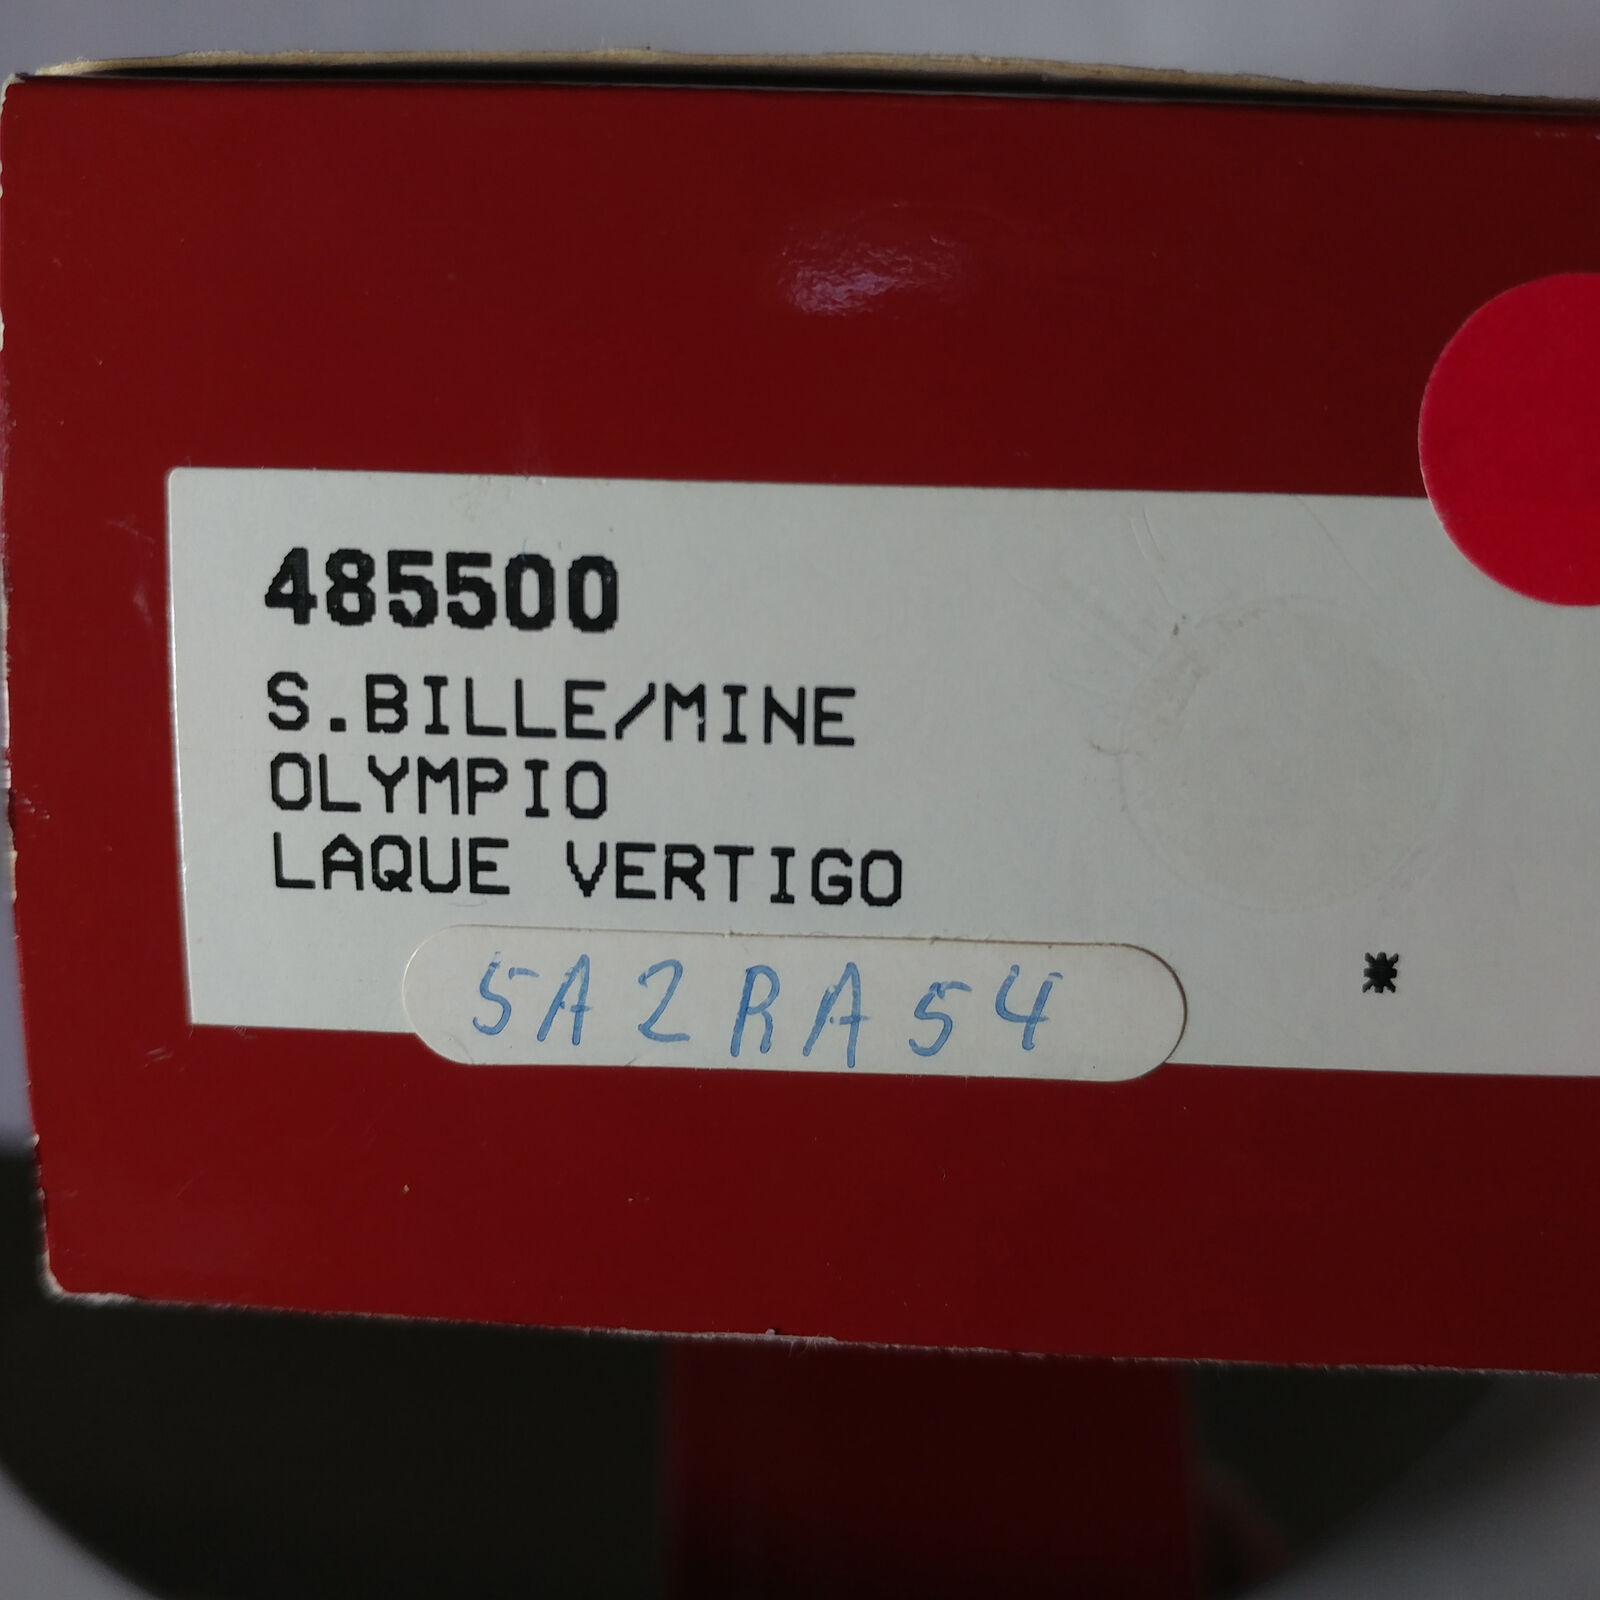 485500
S.BILLE/MINE
OLYMPIO
LAQUE VERTIGO
5A2RA54
*